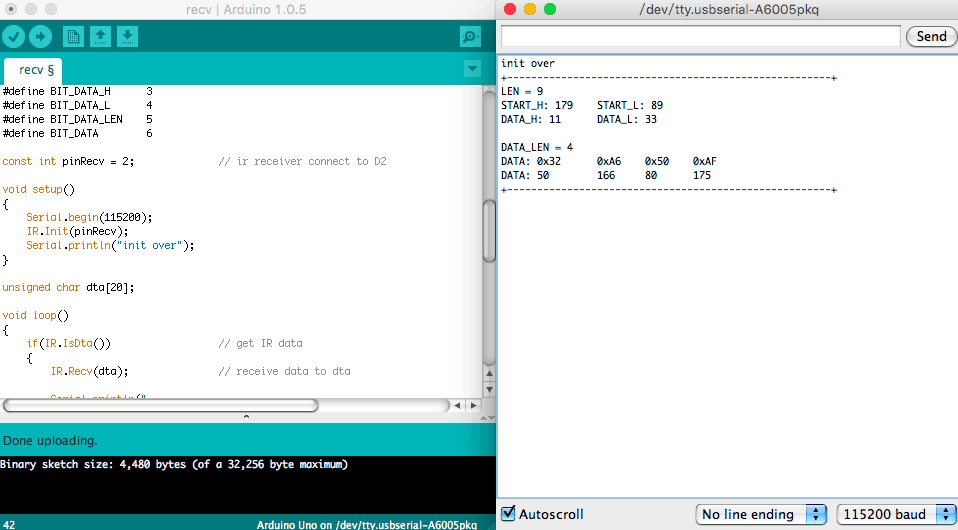 recv | Arduino 1.0.5
recv §
#define BIT_DATA_H 3
#define BIT_DATA_L 4
#define BIT_DATA_LEN 5
#define BIT_DATA 6
const int pinRecv = 2; // ir receiver connect to D2
void setup()
{
Serial.begin(115200);
IR.Init(pinRecv);
Serial.println("init over");
}
unsigned char dta[20];
void loop()
{
if(IR.IsDta()) // get IR data
{
IR.Recv(dta); // receive data to dta
Done uploading.
Binary sketch size: 4,480 bytes (of a 32,256 byte maximum)
42 Arduino Uno on /dev/tty.usbserial-A6005pkq
/dev/tty.usbserial-A6005pkq
Send
init over
+------------------------------------------------------+
LEN = 9
START_H: 179 START_L: 89
DATA_H: 11 DATA_L: 33
DATA_LEN = 4
DATA: 0x32 0xA6 0x50 0xAF
DATA: 50 166 80 175
+------------------------------------------------------+
Autoscroll No line ending 115200 baud